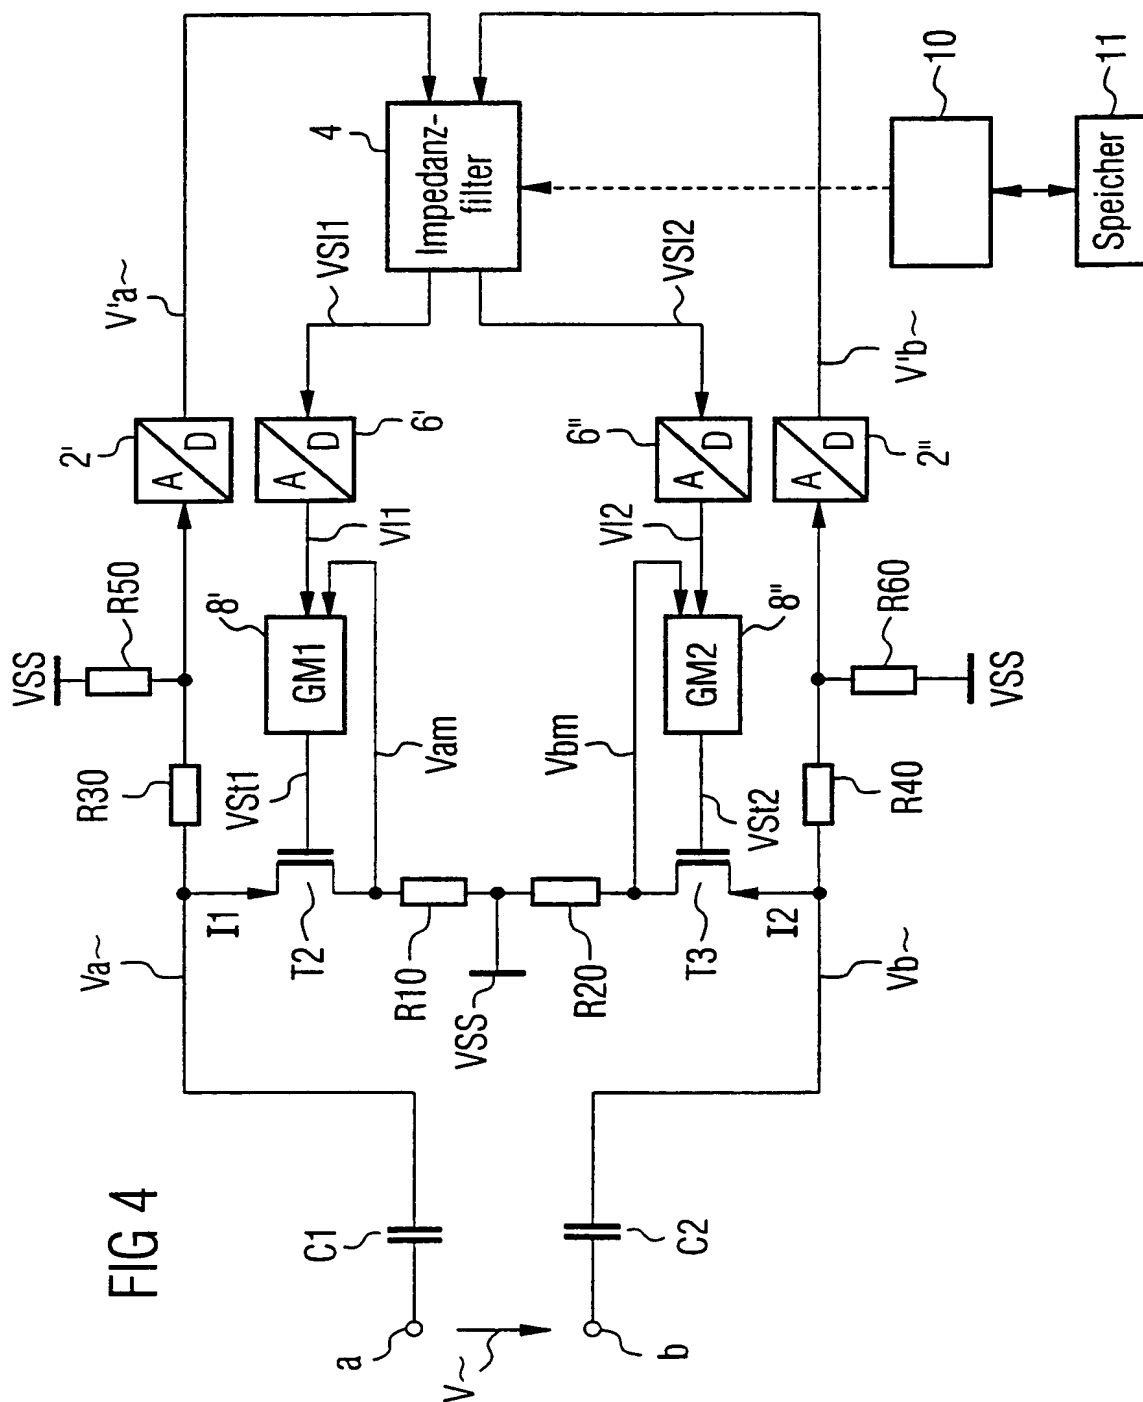 FIG 4
a
V~
b
C1
C2
Va~
Vb~
I1
I2
T2
T3
R10
VSS
R20
R30
R40
VSt1
VSt2
Vam
Vbm
VSS
R50
R60
VSS
8'
GM1
GM2
8"
VI1
VI2
2'
A
D
A
D
6'
6"
A
D
A
D
2"
V'a~
V'b~
VSI1
VSI2
4
Impedanz-
filter
10
11
Speicher